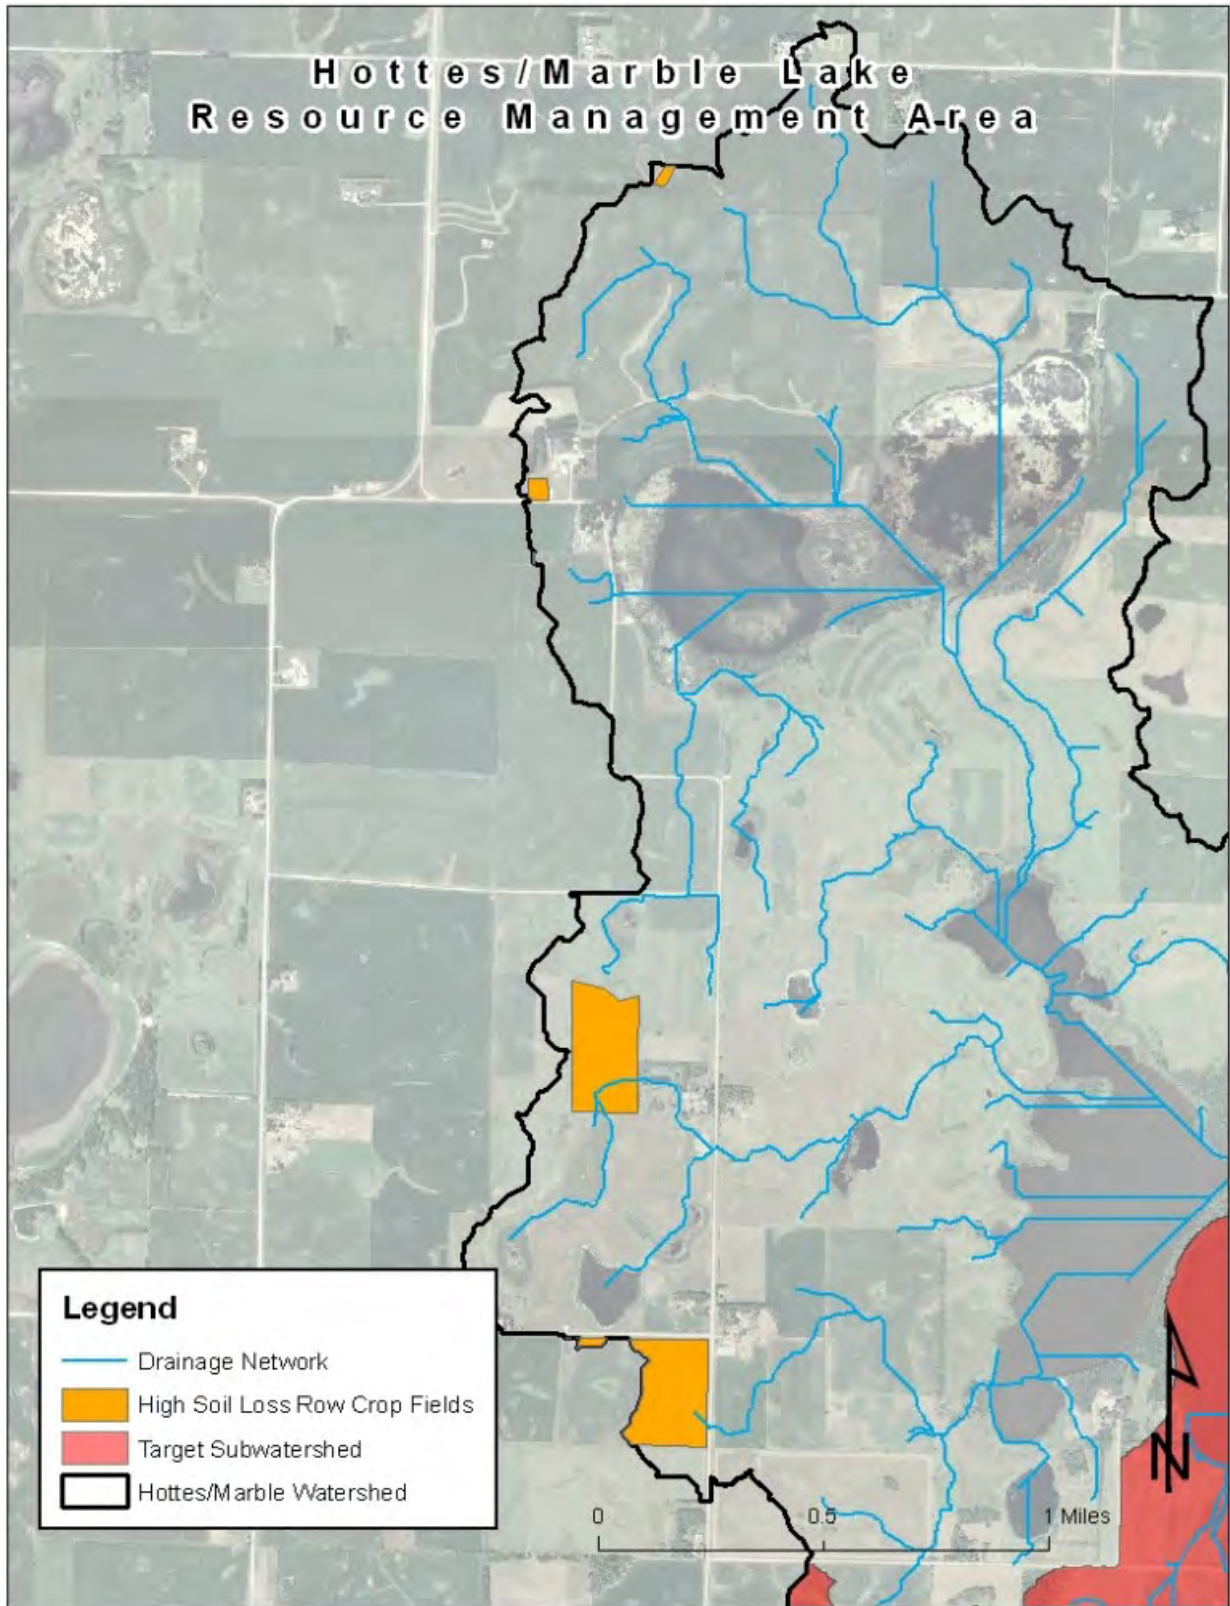 Hottes/Marble Lake
Resource Management Area
Legend
Drainage Network
High Soil Loss Row Crop Fields
Target Subwatershed
Hottes/Marble Watershed
0 0.5 1 Miles
N